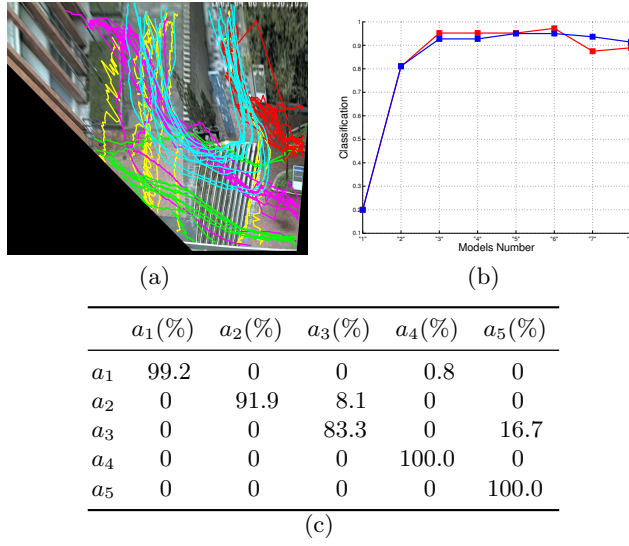 (a)
Classification
1
0.9
0.8
0.7
0.6
0.5
0.4
0.3
0.2
0.1
"1" "2" "3" "4" "5" "6" "7"
Models Number
(b)
a1(%) a2(%) a3(%) a4(%) a5(%)
a1 99.2 0 0 0.8 0
a2 0 91.9 8.1 0 0
a3 0 0 83.3 0 16.7
a4 0 0 0 100.0 0
a5 0 0 0 0 100.0
(c)